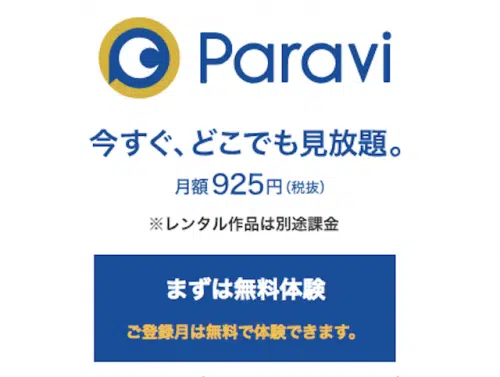 Paravi
今すぐ、どこでも見放題。
月額925円(税抜)
※レンタル作品は別途課金
まずは無料体験
ご登録月は無料で体験できます。